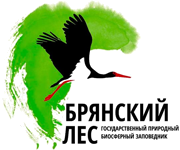 БРЯНСКИЙ
ЛЕС
ГОСУДАРСТВЕННЫЙ ПРИРОДНЫЙ
БИОСФЕРНЫЙ ЗАПОВЕДНИК